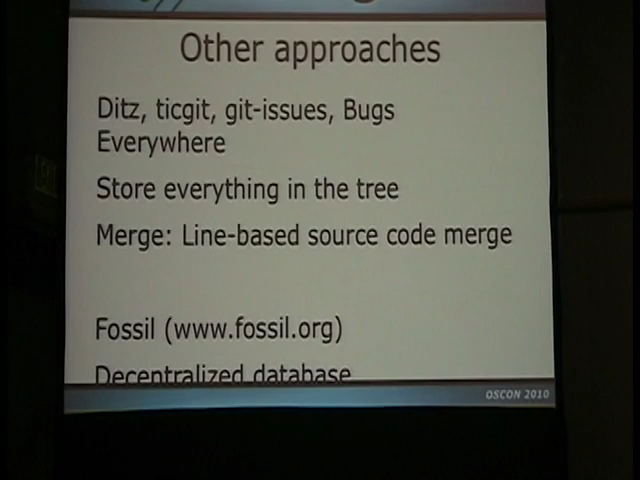 Other approaches
Ditz, ticgit, git-issues, Bugs
Everywhere
Store everything in the tree
Merge: Line-based source code merge
Fossil (www.fossil.org)
Decentralized database
OSCON 2010